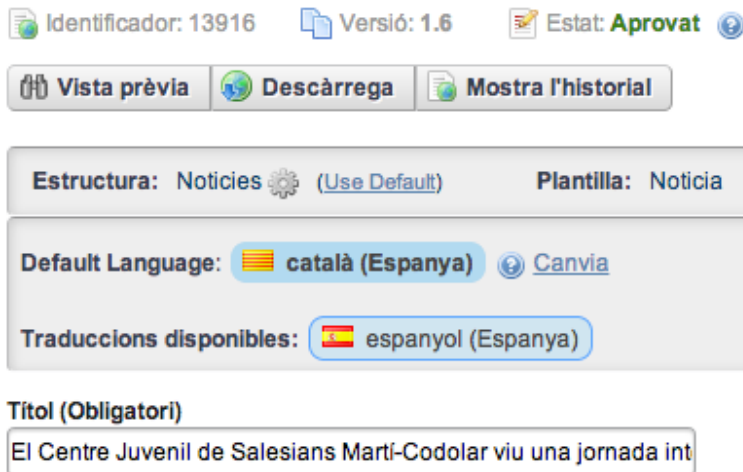 Identificador: 13916 Versió: 1.6 Estat: Aprovat
Vista prèvia Descàrrega Mostra l'historial
Estructura: Noticies (Use Default) Plantilla: Noticia
Default Language: català (Espanya) Canvia
Traduccions disponibles: espanyol (Espanya)
Títol (Obligatori)
El Centre Juvenil de Salesians Martí-Codolar viu una jornada int